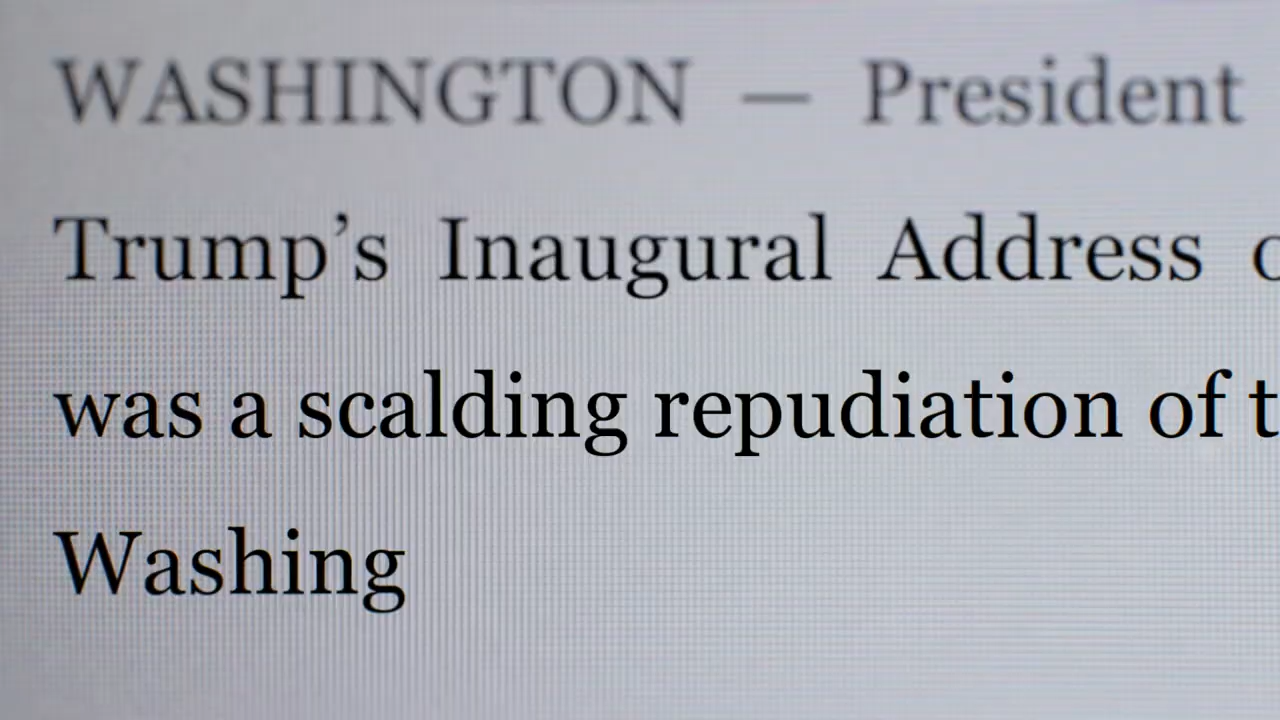 WASHINGTON — President
Trump’s Inaugural Address
was a scalding repudiation of
Washing